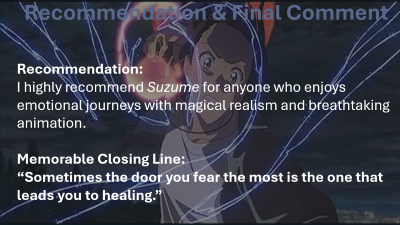 Recommendation & Final Comment
Recommendation:
I highly recommend Suzume for anyone who enjoys
emotional journeys with magical realism and breathtaking
animation.
Memorable Closing Line:
“Sometimes the door you fear the most is the one that
leads you to healing.”